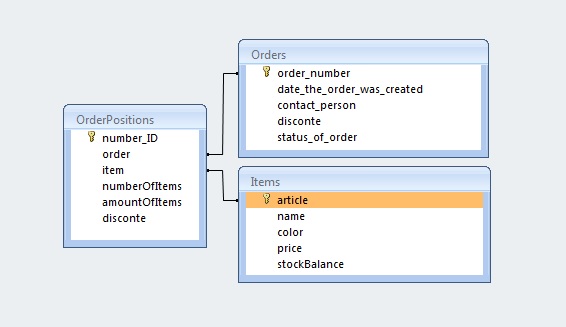 Orders
order_number
date_the_order_was_created
contact_person
disconte
status_of_order
OrderPositions
number_ID
order
item
numberOfItems
amountOfItems
disconte
Items
article
name
color
price
stockBalance